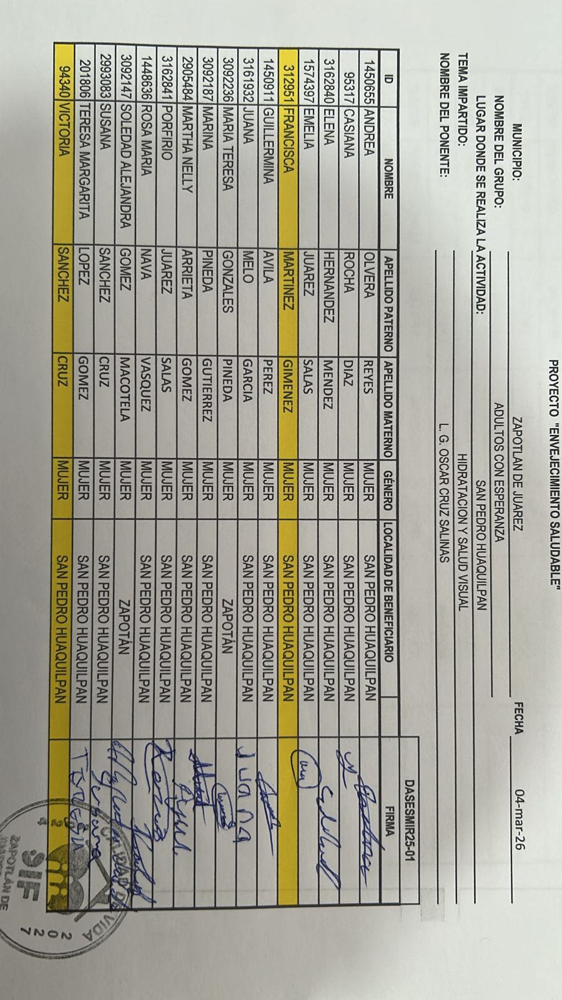 PROYECTO "ENVEJECIMIENTO SALUDABLE"
MUNICIPIO: ZAPOTLAN DE JUAREZ FECHA 04-mar-26
NOMBRE DEL GRUPO: ADULTOS CON ESPERANZA
LUGAR DONDE SE REALIZA LA ACTIVIDAD: SAN PEDRO HUAQUILPAN
TEMA IMPARTIDO: HIDRATACION Y SALUD VISUAL
NOMBRE DEL PONENTE: L. G. OSCAR CRUZ SALINAS
DASESMIR25-01
ID NOMBRE APELLIDO PATERNO APELLIDO MATERNO GÉNERO LOCALIDAD DE BENEFICIARIO FIRMA
1450655 ANDREA OLVERA REYES MUJER SAN PEDRO HUAQUILPAN
95317 CASIANA ROCHA DIAZ MUJER SAN PEDRO HUAQUILPAN
3162840 ELENA HERNANDEZ MENDEZ MUJER SAN PEDRO HUAQUILPAN
1574397 EMELIA JUAREZ SALAS MUJER SAN PEDRO HUAQUILPAN
312951 FRANCISCA MARTINEZ GIMENEZ MUJER SAN PEDRO HUAQUILPAN
1450911 GUILLERMINA AVILA PEREZ MUJER SAN PEDRO HUAQUILPAN
3161932 JUANA MELO GARCIA MUJER SAN PEDRO HUAQUILPAN JUANA
3092236 MARIA TERESA GONZALES PINEDA MUJER ZAPOTÁN
3092187 MARINA PINEDA GUTIERREZ MUJER SAN PEDRO HUAQUILPAN
2905484 MARTHA NELLY ARRIETA GOMEZ MUJER SAN PEDRO HUAQUILPAN
3162841 PORFIRIO JUAREZ SALAS MUJER SAN PEDRO HUAQUILPAN
1448636 ROSA MARIA NAVA VASQUEZ MUJER SAN PEDRO HUAQUILPAN
3092147 SOLEDAD ALEJANDRA GOMEZ MACOTELA MUJER ZAPOTÁN
2993083 SUSANA SANCHEZ CRUZ MUJER SAN PEDRO HUAQUILPAN Susana
201806 TERESA MARGARITA LOPEZ GOMEZ MUJER SAN PEDRO HUAQUILPAN
94340 VICTORIA SANCHEZ CRUZ MUJER SAN PEDRO HUAQUILPAN
CALIDAD DE VIDA
2027
DIF
ZAPOTLÁN DE